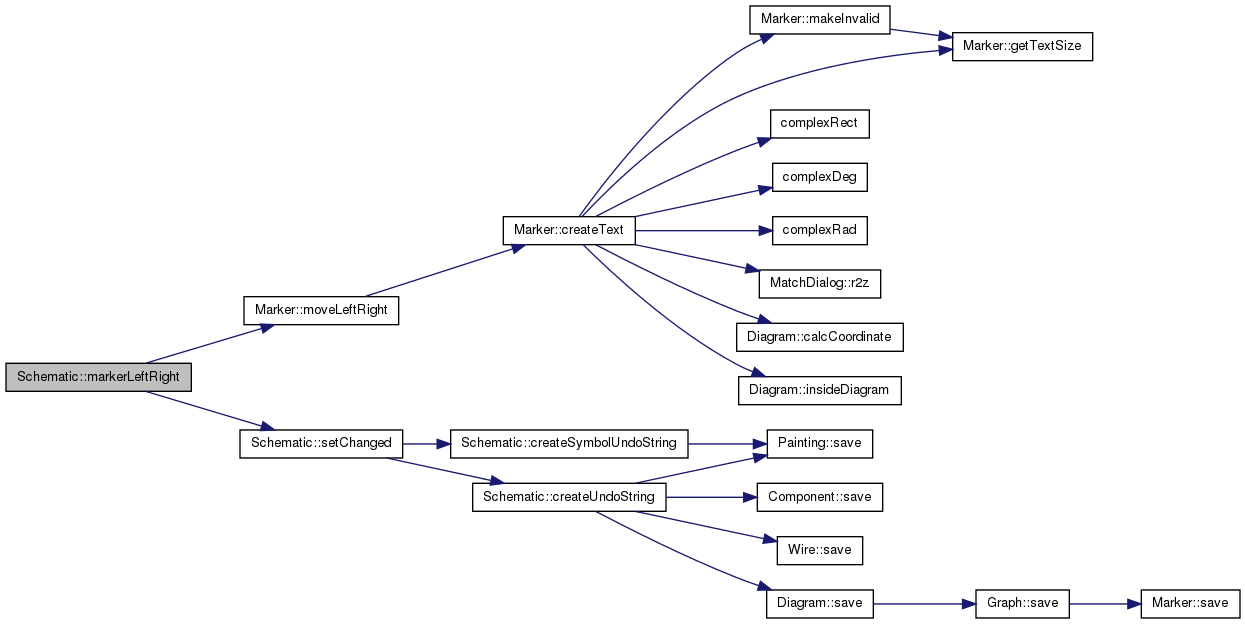 Marker::makeInvalid
Marker::getTextSize
complexRect
complexDeg
Marker::createText
complexRad
MatchDialog::r2z
Marker::moveLeftRight
Diagram::calcCoordinate
Schematic::markerLeftRight
Diagram::insideDiagram
Schematic::setChanged
Schematic::createSymbolUndoString
Painting::save
Schematic::createUndoString
Component::save
Wire::save
Diagram::save
Graph::save
Marker::save